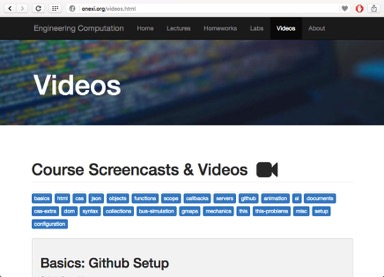 onexi.org/videos.html
Engineering Computation Home Lectures Homeworks Labs Videos About
Videos
Course Screencasts & Videos
basics html css json objects functions scope callbacks servers github animation ai documents
css-extra dom syntax collections bus-simulation gmaps mechanics this this-problems misc setup
configuration
Basics: Github Setup